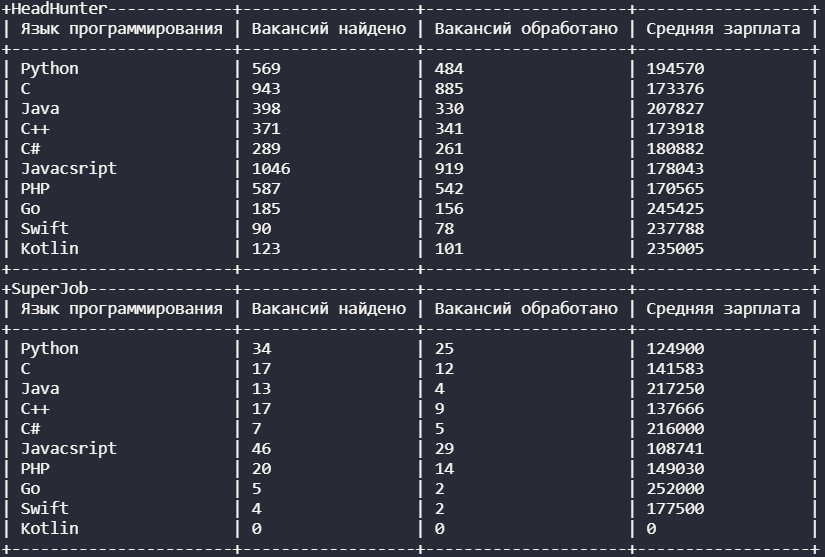 +HeadHunter-------------+------------------+---------------------+------------------+
| Язык программирования | Вакансий найдено | Вакансий обработано | Средняя зарплата |
+-----------------------+------------------+---------------------+------------------+
| Python                | 569              | 484                 | 194570           |
| C                     | 943              | 885                 | 173376           |
| Java                  | 398              | 330                 | 207827           |
| C++                   | 371              | 341                 | 173918           |
| C#                    | 289              | 261                 | 180882           |
| Javacsript            | 1046             | 919                 | 178043           |
| PHP                   | 587              | 542                 | 170565           |
| Go                    | 185              | 156                 | 245425           |
| Swift                 | 90               | 78                  | 237788           |
| Kotlin                | 123              | 101                 | 235005           |
+-----------------------+------------------+---------------------+------------------+
+SuperJob---------------+------------------+---------------------+------------------+
| Язык программирования | Вакансий найдено | Вакансий обработано | Средняя зарплата |
+-----------------------+------------------+---------------------+------------------+
| Python                | 34               | 25                  | 124900           |
| C                     | 17               | 12                  | 141583           |
| Java                  | 13               | 4                   | 217250           |
| C++                   | 17               | 9                   | 137666           |
| C#                    | 7                | 5                   | 216000           |
| Javacsript            | 46               | 29                  | 108741           |
| PHP                   | 20               | 14                  | 149030           |
| Go                    | 5                | 2                   | 252000           |
| Swift                 | 4                | 2                   | 177500           |
| Kotlin                | 0                | 0                   | 0                |
+-----------------------+------------------+---------------------+------------------+